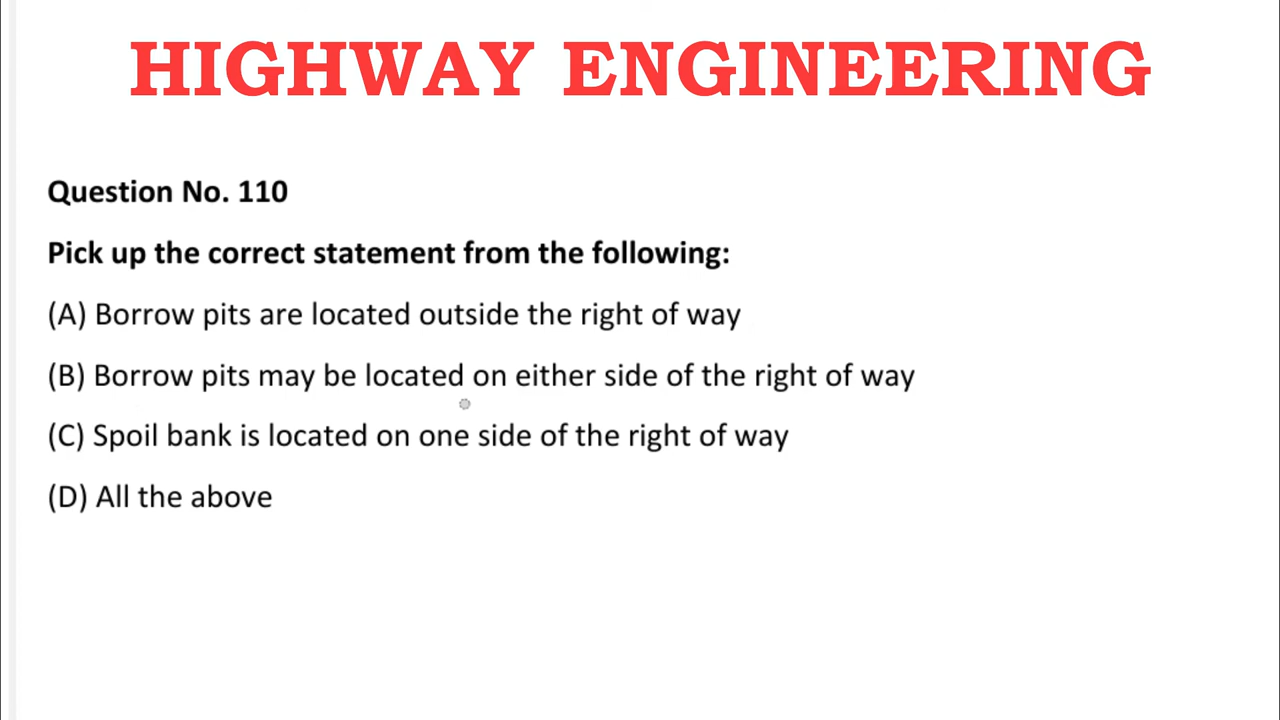 HIGHWAY ENGINEERING
Question No. 110
Pick up the correct statement from the following:
(A) Borrow pits are located outside the right of way
(B) Borrow pits may be located on either side of the right of way
(C) Spoil bank is located on one side of the right of way
(D) All the above